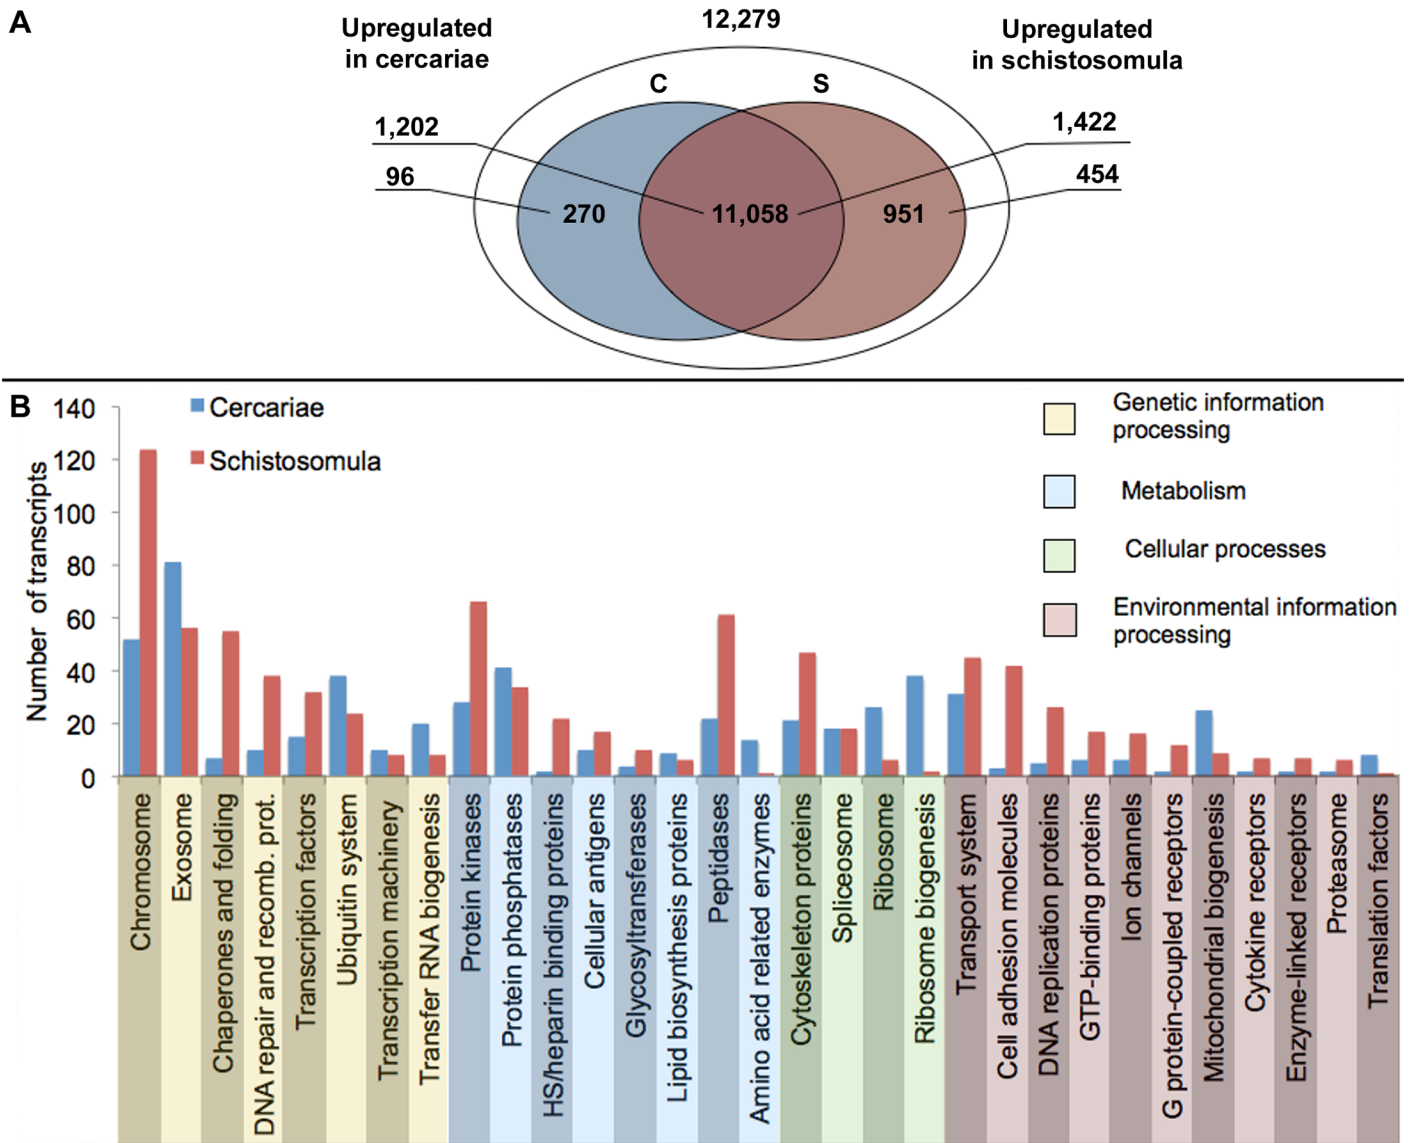 A
12,279
Upregulated
in cercariae
Upregulated
in schistosomula
C
S
1,202
1,422
96
454
270
11,058
951
B
140
120
100
80
60
40
20
0
Number of transcripts
Cercariae
Schistosomula
Genetic information
processing
Metabolism
Cellular processes
Environmental information
processing
Chromosome
Exosome
Chaperones and folding
DNA repair and recomb. prot.
Transcription factors
Ubiquitin system
Transcription machinery
Transfer RNA biogenesis
Protein kinases
Protein phosphatases
HS/heparin binding proteins
Cellular antigens
Glycosyltransferases
Lipid biosynthesis proteins
Peptidases
Amino acid related enzymes
Cytoskeleton proteins
Spliceosome
Ribosome
Ribosome biogenesis
Transport system
Cell adhesion molecules
DNA replication proteins
GTP-binding proteins
Ion channels
G protein-coupled receptors
Mitochondrial biogenesis
Cytokine receptors
Enzyme-linked receptors
Proteasome
Translation factors